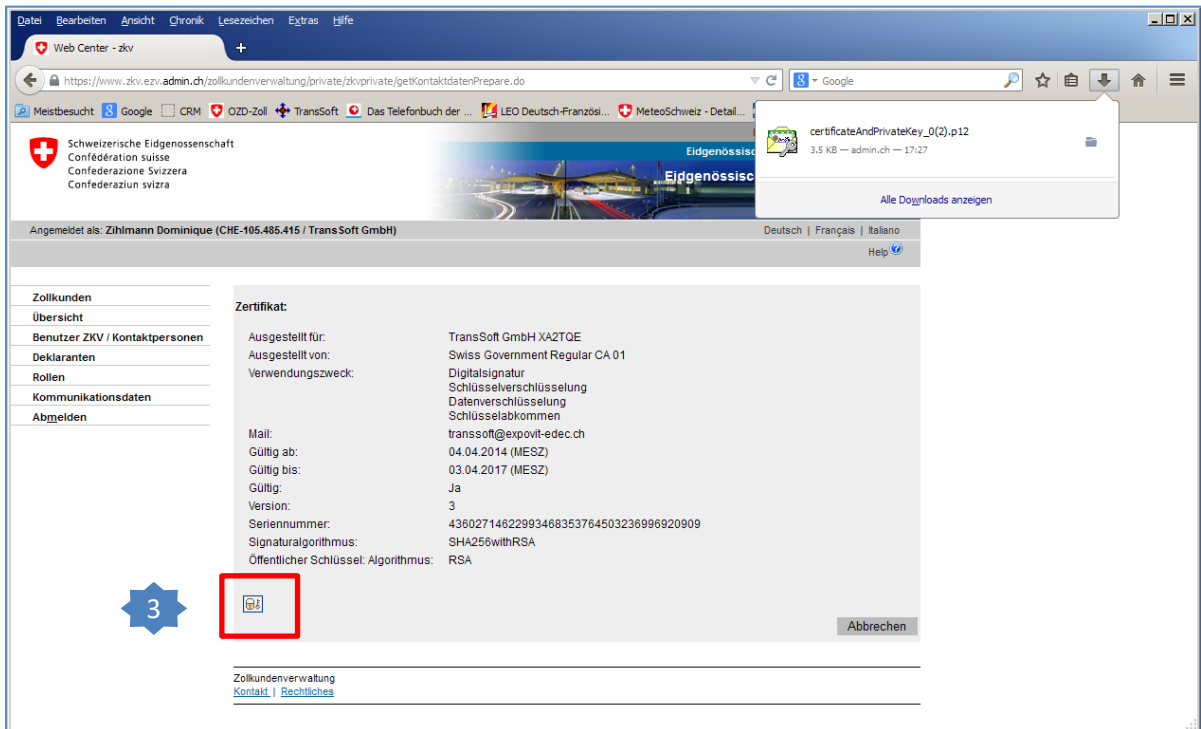 Datei Bearbeiten Ansicht Chronik Lesezeichen Extras Hilfe
Web Center - zkv
https://www.zkv.ezv.admin.ch/zollkundenverwaltung/private/zkvprivate/getKontaktdatenPrepare.do
Google
Meistbesucht Google CRM OZD-Zoll TransSoft Das Telefonbuch der ... LEO Deutsch-Französi... MeteoSchweiz - Detail...
certificateAndPrivateKey_0(2).p12
3.5 KB — admin.ch — 17:27
Alle Downloads anzeigen
Schweizerische Eidgenossenschaft
Confédération suisse
Confederazione Svizzera
Confederaziun svizra
Eidgenössisc
Angemeldet als: Zihlmann Dominique (CHE-105.485.415 / TransSoft GmbH)
Deutsch | Français | Italiano
Help
Zollkunden
Übersicht
Benutzer ZKV / Kontaktpersonen
Deklaranten
Rollen
Kommunikationsdaten
Abmelden
Zertifikat:
Ausgestellt für: TransSoft GmbH XA2TQE
Ausgestellt von: Swiss Government Regular CA 01
Verwendungszweck: Digitalsignatur
Schlüsselverschlüsselung
Datenverschlüsselung
Schlüsselabkommen
Mail: transsoft@expovit-edec.ch
Gültig ab: 04.04.2014 (MESZ)
Gültig bis: 03.04.2017 (MESZ)
Gültig: Ja
Version: 3
Seriennummer: 43602714622993468353764503236996920909
Signaturalgorithmus: SHA256withRSA
Öffentlicher Schlüssel: Algorithmus: RSA
3
Abbrechen
Zollkundenverwaltung
Kontakt | Rechtliches